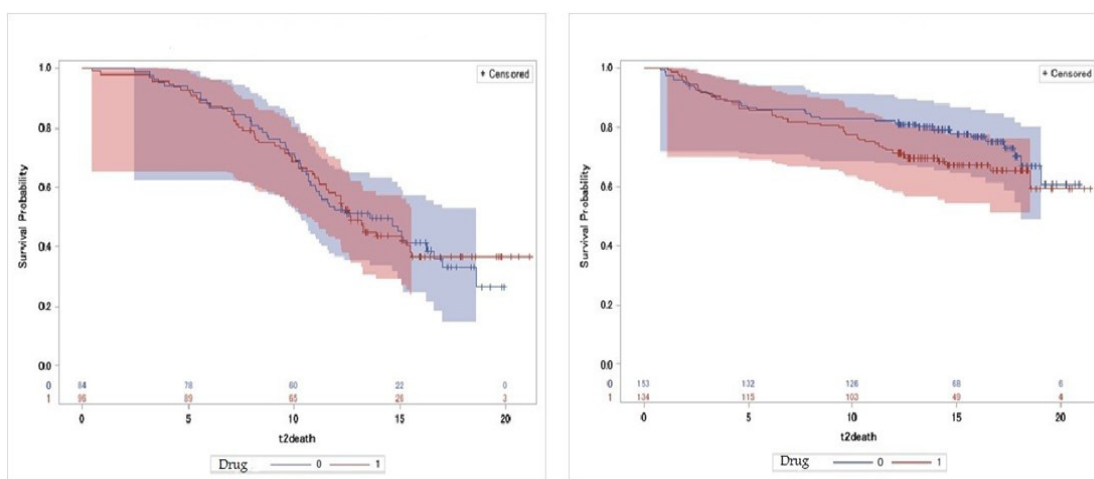 1.0
+ Censored
0.8
0.6
0.4
0.2
0.0
Survival Probability
0 84 78 60 22 0
1 96 89 65 26 3
0 5 10 15 20
t2death
Drug 0 1
1.0
+ Censored
0.8
0.6
0.4
0.2
0.0
Survival Probability
0 153 132 126 68 6
1 134 115 103 49 4
0 5 10 15 20
t2death
Drug 0 1